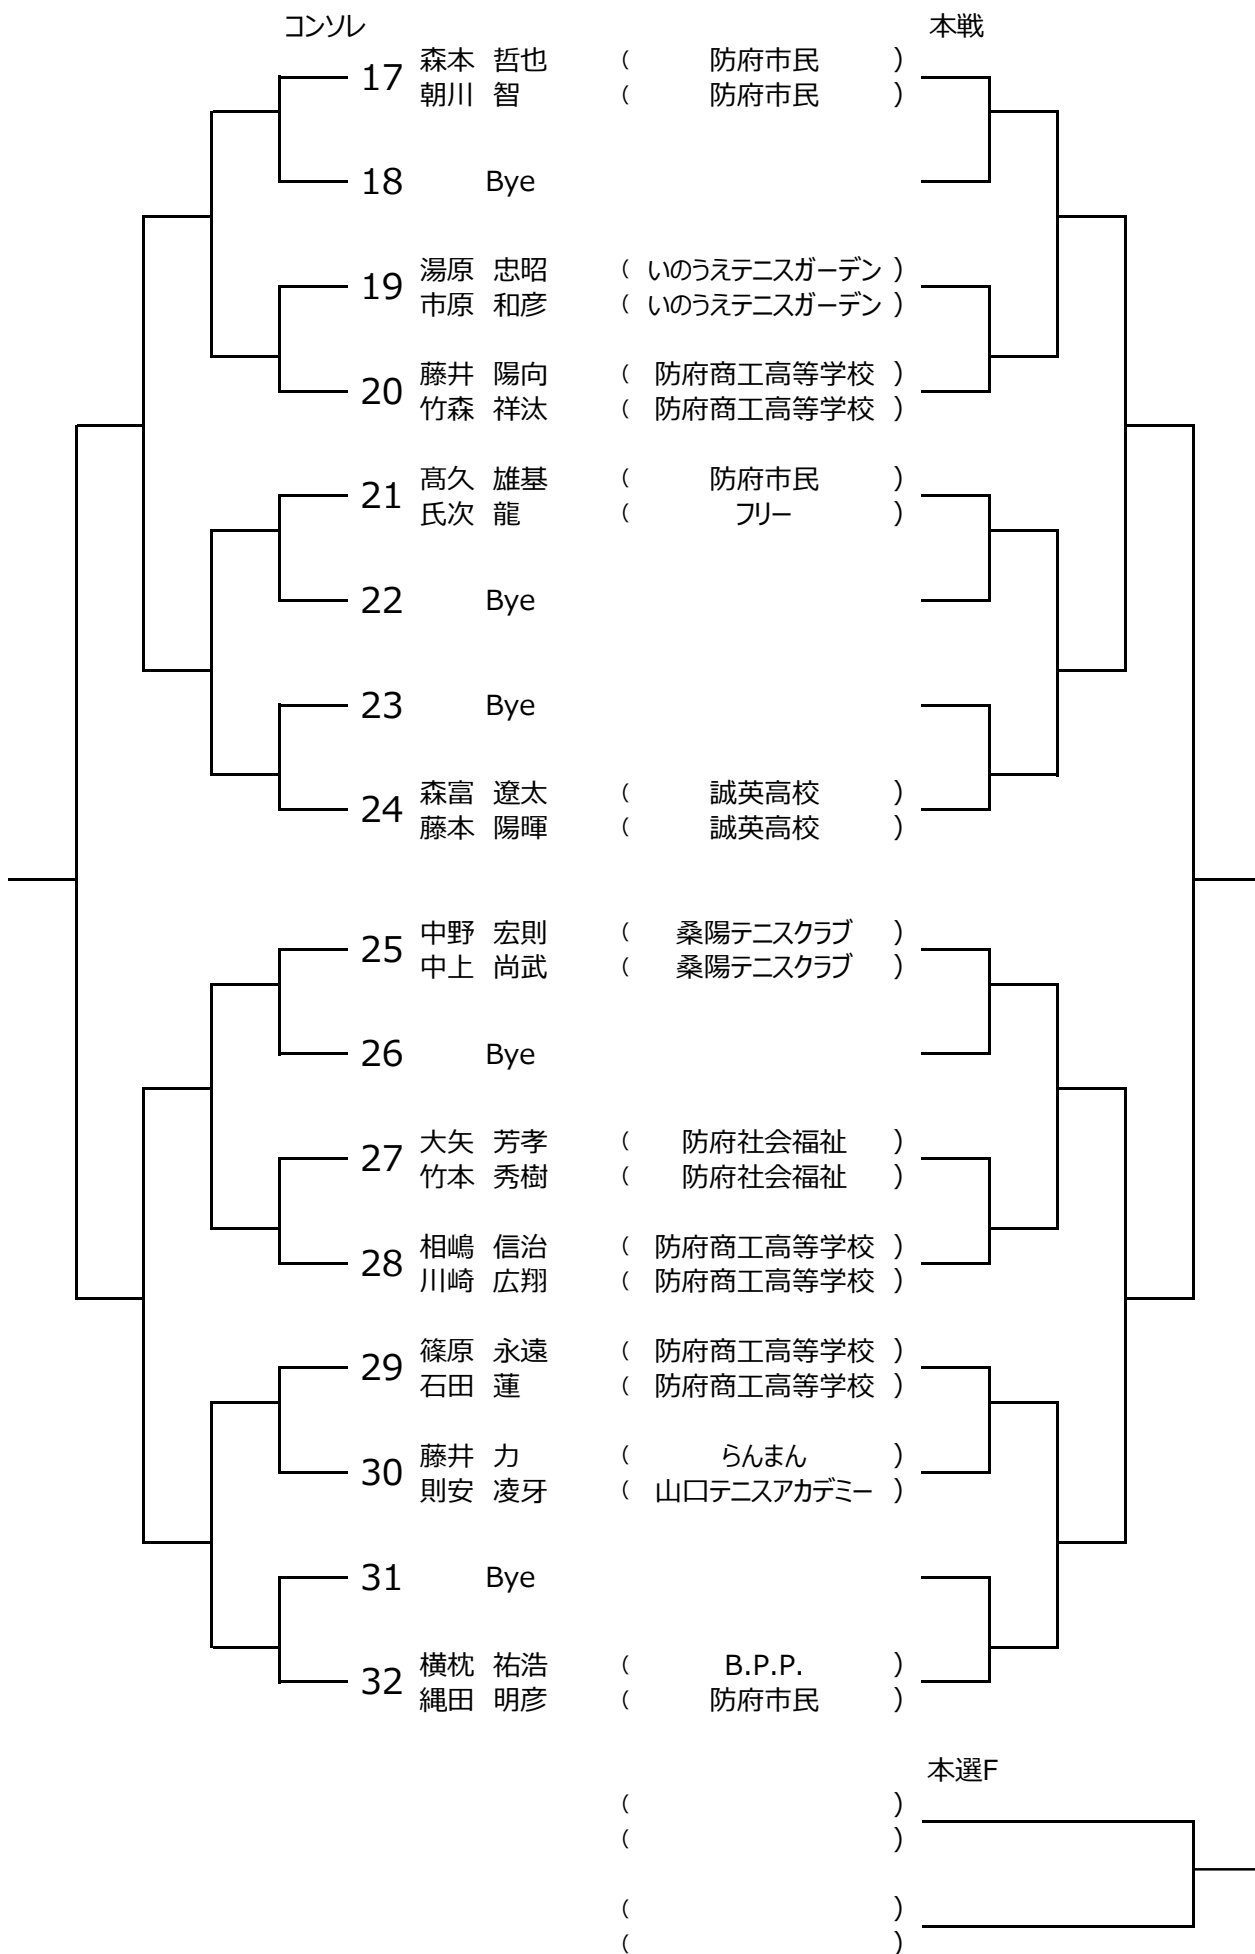 コンソレ 本戦
17 森本 哲也 ( 防府市民 )
朝川 智 ( 防府市民 )
18 Bye
19 湯原 忠昭 ( いのうえテニスガーデン )
市原 和彦 ( いのうえテニスガーデン )
20 藤井 陽向 ( 防府商工高等学校 )
竹森 祥汰 ( 防府商工高等学校 )
21 髙久 雄基 ( 防府市民 )
氏次 龍 ( フリー )
22 Bye
23 Bye
24 森富 遼太 ( 誠英高校 )
藤本 陽暉 ( 誠英高校 )
25 中野 宏則 ( 桑陽テニスクラブ )
中上 尚武 ( 桑陽テニスクラブ )
26 Bye
27 大矢 芳孝 ( 防府社会福祉 )
竹本 秀樹 ( 防府社会福祉 )
28 相嶋 信治 ( 防府商工高等学校 )
川崎 広翔 ( 防府商工高等学校 )
29 篠原 永遠 ( 防府商工高等学校 )
石田 蓮 ( 防府商工高等学校 )
30 藤井 力 ( らんまん )
則安 凌牙 ( 山口テニスアカデミー )
31 Bye
32 横枕 祐浩 ( B.P.P. )
縄田 明彦 ( 防府市民 )
本選F
( )
( )
( )
( )